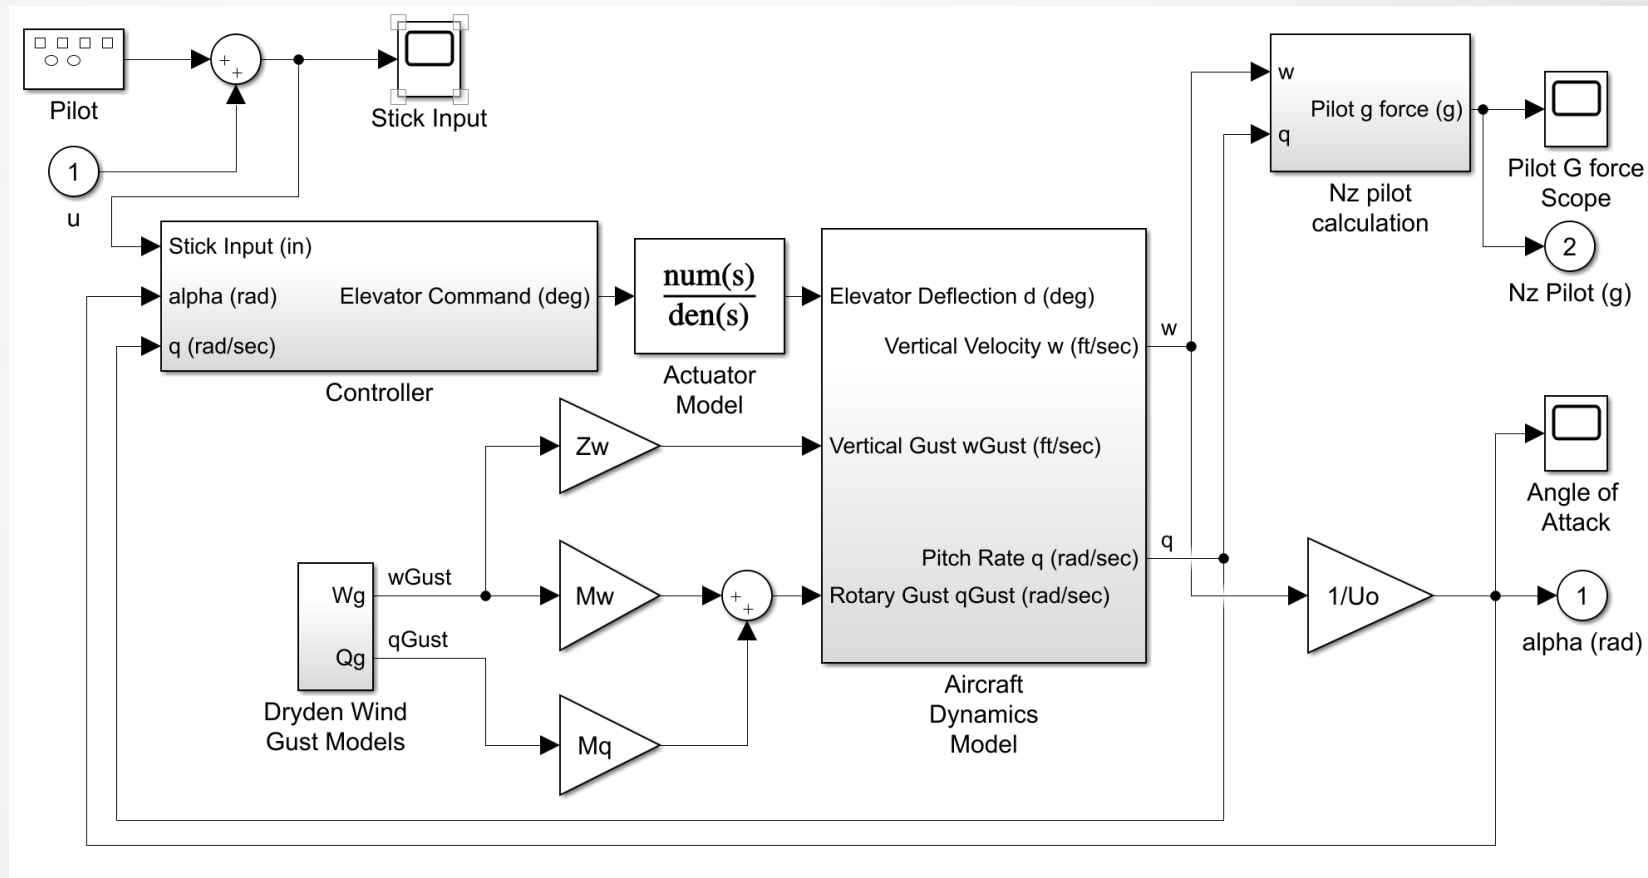 Pilot
+
+
Stick Input
1
u
w
Pilot g force (g)
q
Nz pilot
calculation
Pilot G force
Scope
2
Nz Pilot (g)
Stick Input (in)
alpha (rad)
Elevator Command (deg)
q (rad/sec)
Controller
num(s)
den(s)
Actuator
Model
Elevator Deflection d (deg)
Vertical Velocity w (ft/sec)
Vertical Gust wGust (ft/sec)
Pitch Rate q (rad/sec)
Rotary Gust qGust (rad/sec)
Aircraft
Dynamics
Model
w
q
Zw
Mw
Mq
+
+
Wg
Qg
wGust
qGust
Dryden Wind
Gust Models
1/Uo
Angle of
Attack
1
alpha (rad)